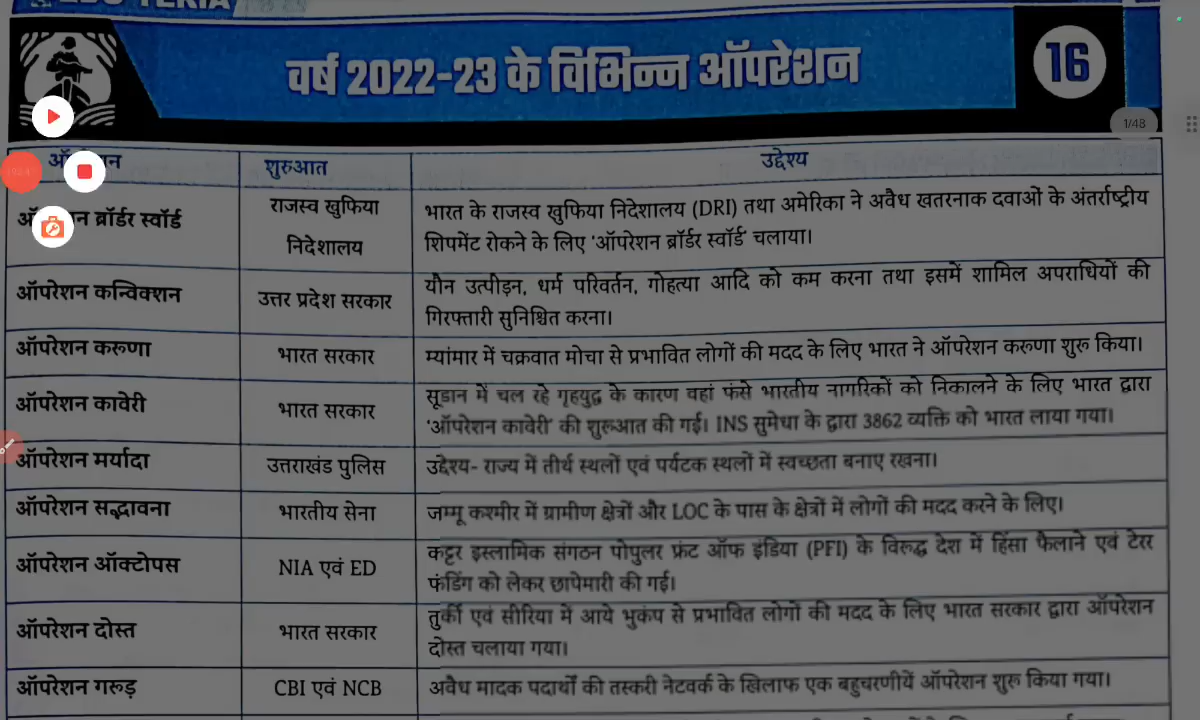 EDU TERIA
वर्ष 2022-23 के विभिन्न ऑपरेशन
16
1/48
शुरुआत
उद्देश्य
न ब्रॉर्डर स्वॉर्ड
राजस्व खुफिया
निदेशालय
भारत के राजस्व खुफिया निदेशालय (DRI) तथा अमेरिका ने अवैध खतरनाक दवाओं के अंतर्राष्ट्रीय
शिपमेंट रोकने के लिए 'ऑपरेशन ब्रॉर्डर स्वॉर्ड' चलाया।
ऑपरेशन कन्विक्शन
उत्तर प्रदेश सरकार
यौन उत्पीड़न, धर्म परिवर्तन, गोहत्या आदि को कम करना तथा इसमें शामिल अपराधियों की
गिरफ्तारी सुनिश्चित करना।
ऑपरेशन करूणा
भारत सरकार
म्यांमार में चक्रवात मोचा से प्रभावित लोगों की मदद के लिए भारत ने ऑपरेशन करूणा शुरू किया।
ऑपरेशन कावेरी
भारत सरकार
सूडान में चल रहे गृहयुद्ध के कारण वहां फंसे भारतीय नागरिकों को निकालने के लिए भारत द्वारा
'ऑपरेशन कावेरी' की शुरुआत की गई। INS सुमेधा के द्वारा 3862 व्यक्ति को भारत लाया गया।
ऑपरेशन मर्यादा
उत्तराखंड पुलिस
उद्देश्य- राज्य में तीर्थ स्थलों एवं पर्यटक स्थलों में स्वच्छता बनाए रखना।
ऑपरेशन सद्भावना
भारतीय सेना
जम्मू कश्मीर में ग्रामीण क्षेत्रों और LOC के पास के क्षेत्रों में लोगों की मदद करने के लिए।
ऑपरेशन ऑक्टोपस
NIA एवं ED
कट्टर इस्लामिक संगठन पोपुलर फ्रंट ऑफ इंडिया (PFI) के विरुद्ध देश में हिंसा फैलाने एवं टेरर
फंडिंग को लेकर छापेमारी की गई।
ऑपरेशन दोस्त
भारत सरकार
तुर्की एवं सीरिया में आये भुकंप से प्रभावित लोगों की मदद के लिए भारत सरकार द्वारा ऑपरेशन
दोस्त चलाया गया।
ऑपरेशन गरूड़
CBI एवं NCB
अवैध मादक पदार्थों की तस्करी नेटवर्क के खिलाफ एक बहुचरणीयें ऑपरेशन शुरू किया गया।